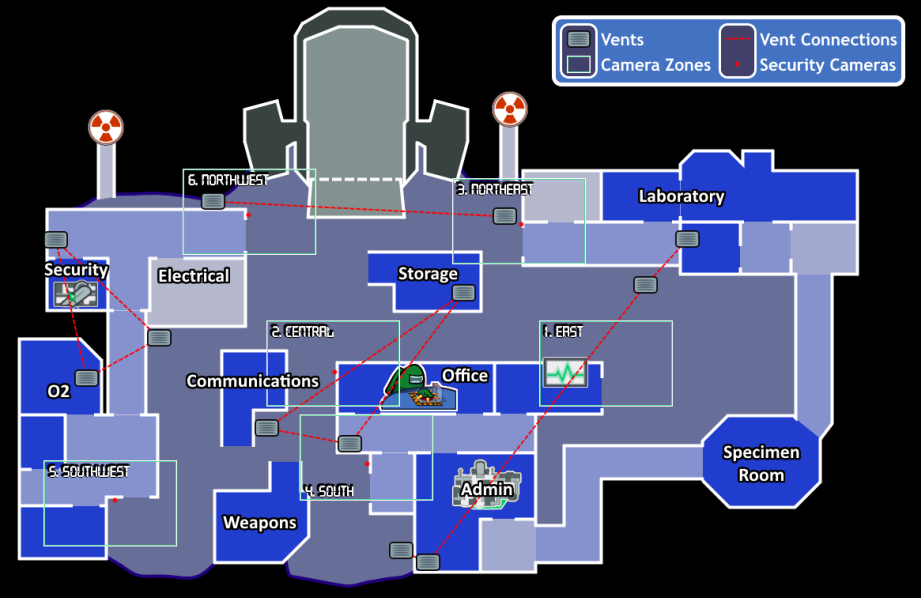 Vents
Vent Connections
Camera Zones
Security Cameras
6. NORTHWEST
3. NORTHEAST
Laboratory
Security
Electrical
Storage
2. CENTRAL
1. EAST
O2
Communications
Office
5. SOUTHWEST
Specimen
Room
4. SOUTH
Admin
Weapons